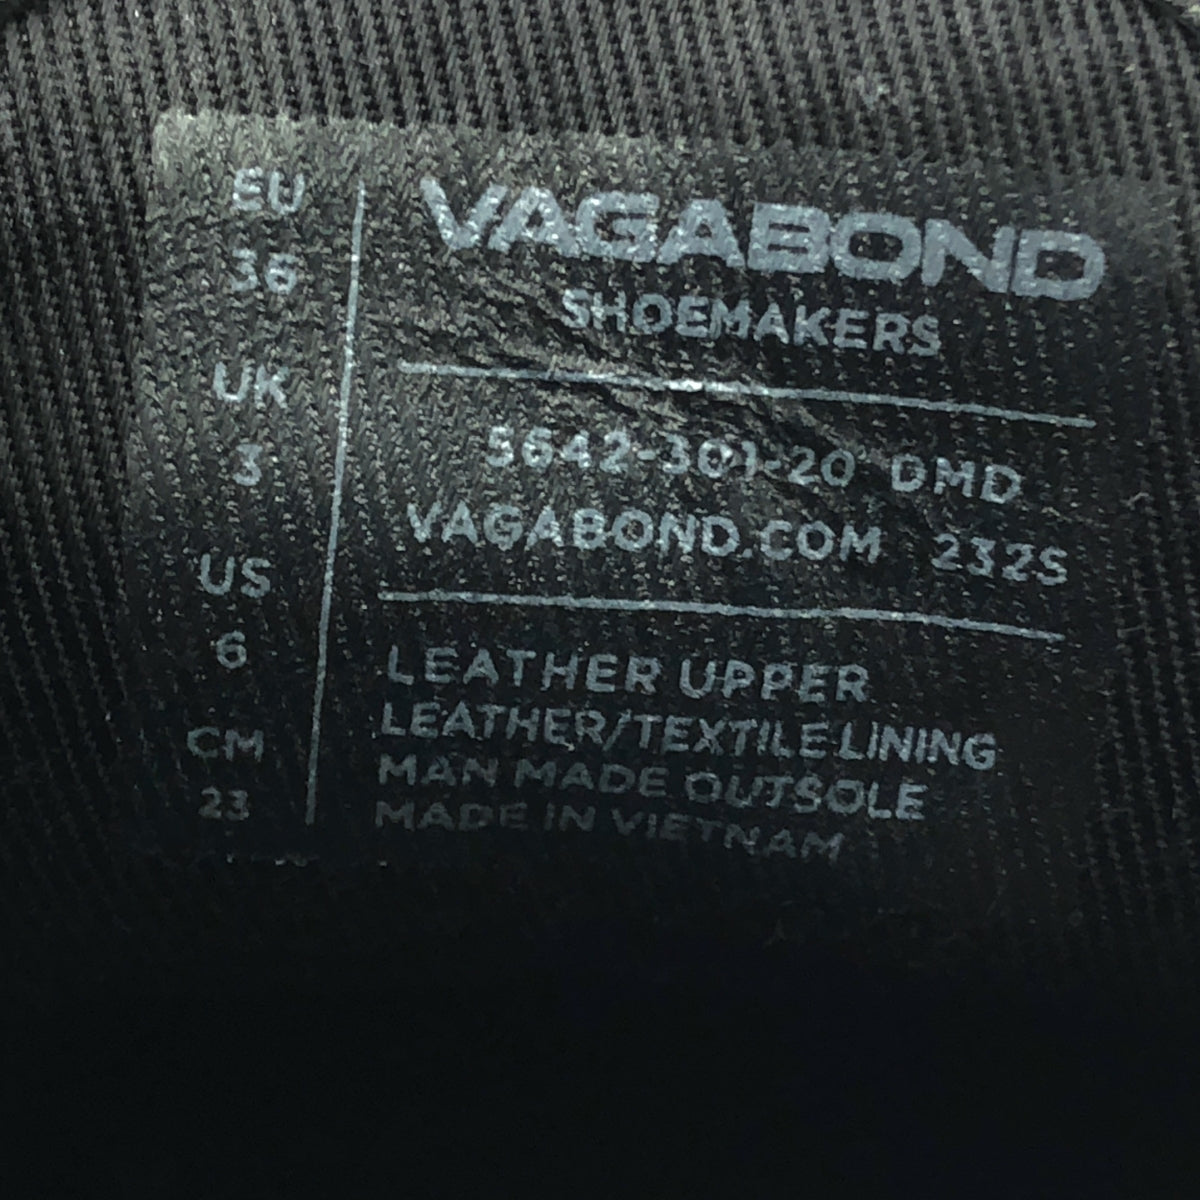 EU
36
UK
3
US
6
CM
23
VAGABOND
SHOEMAKERS
5642-301-20 DMD
VAGABOND.COM 232S
LEATHER UPPER
LEATHER/TEXTILE LINING
MAN MADE OUTSOLE
MADE IN VIETNAM